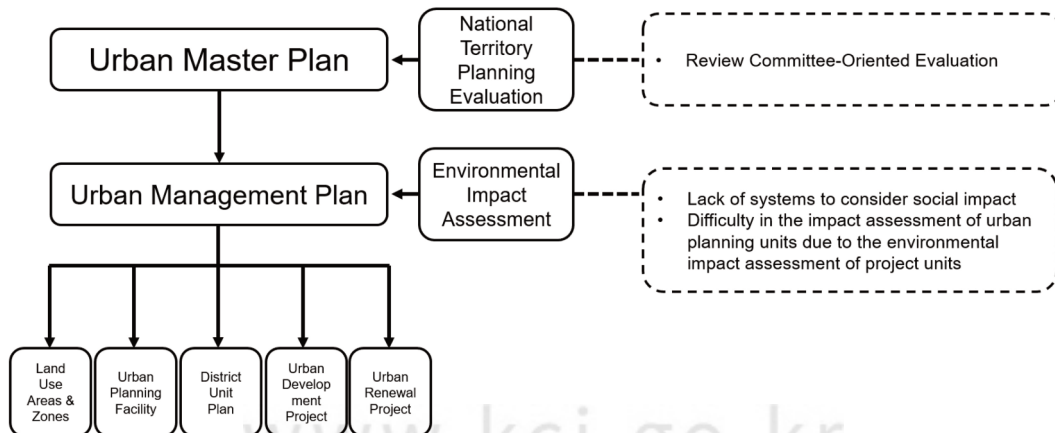 Urban Master Plan
National
Territory
Planning
Evaluation
• Review Committee-Oriented Evaluation
Urban Management Plan
Environmental
Impact
Assessment
• Lack of systems to consider social impact
• Difficulty in the impact assessment of urban
planning units due to the environmental
impact assessment of project units
Land
Use
Areas &
Zones
Urban
Planning
Facility
District
Unit
Plan
Urban
Develop
ment
Project
Urban
Renewal
Project
www.kci.go.kr